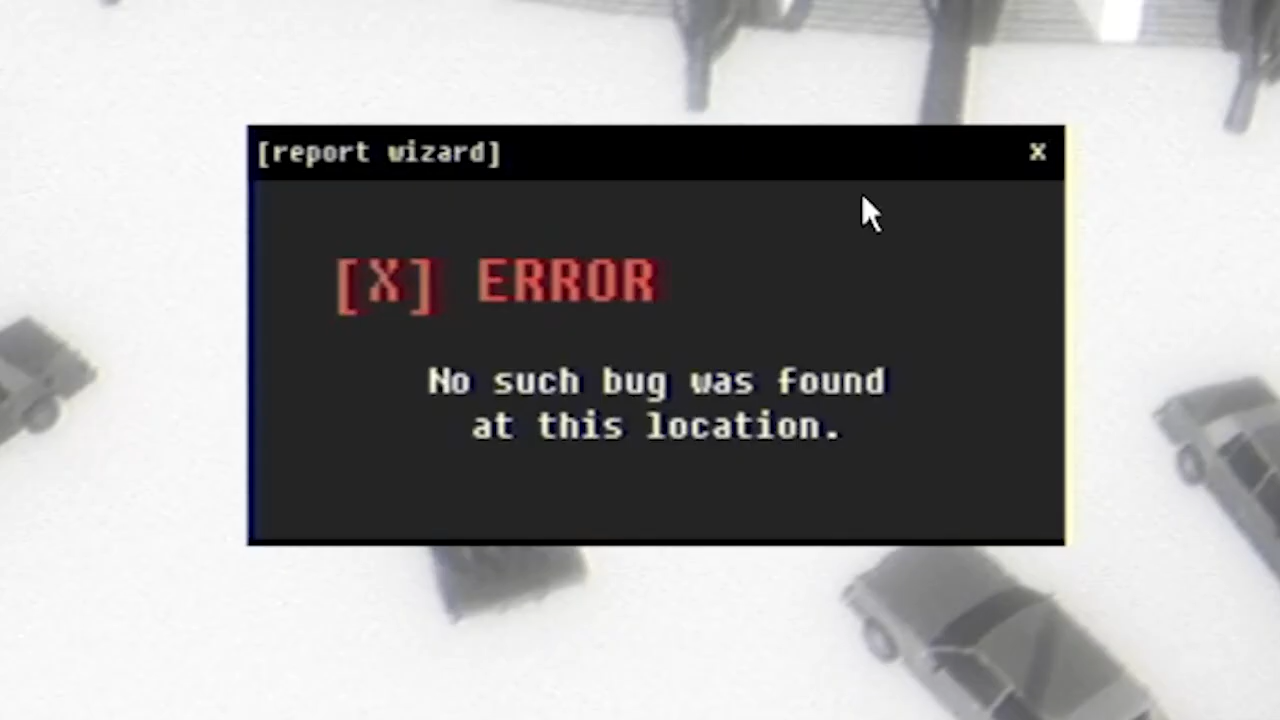 [report wizard] x
[X] ERROR
No such bug was found
at this location.